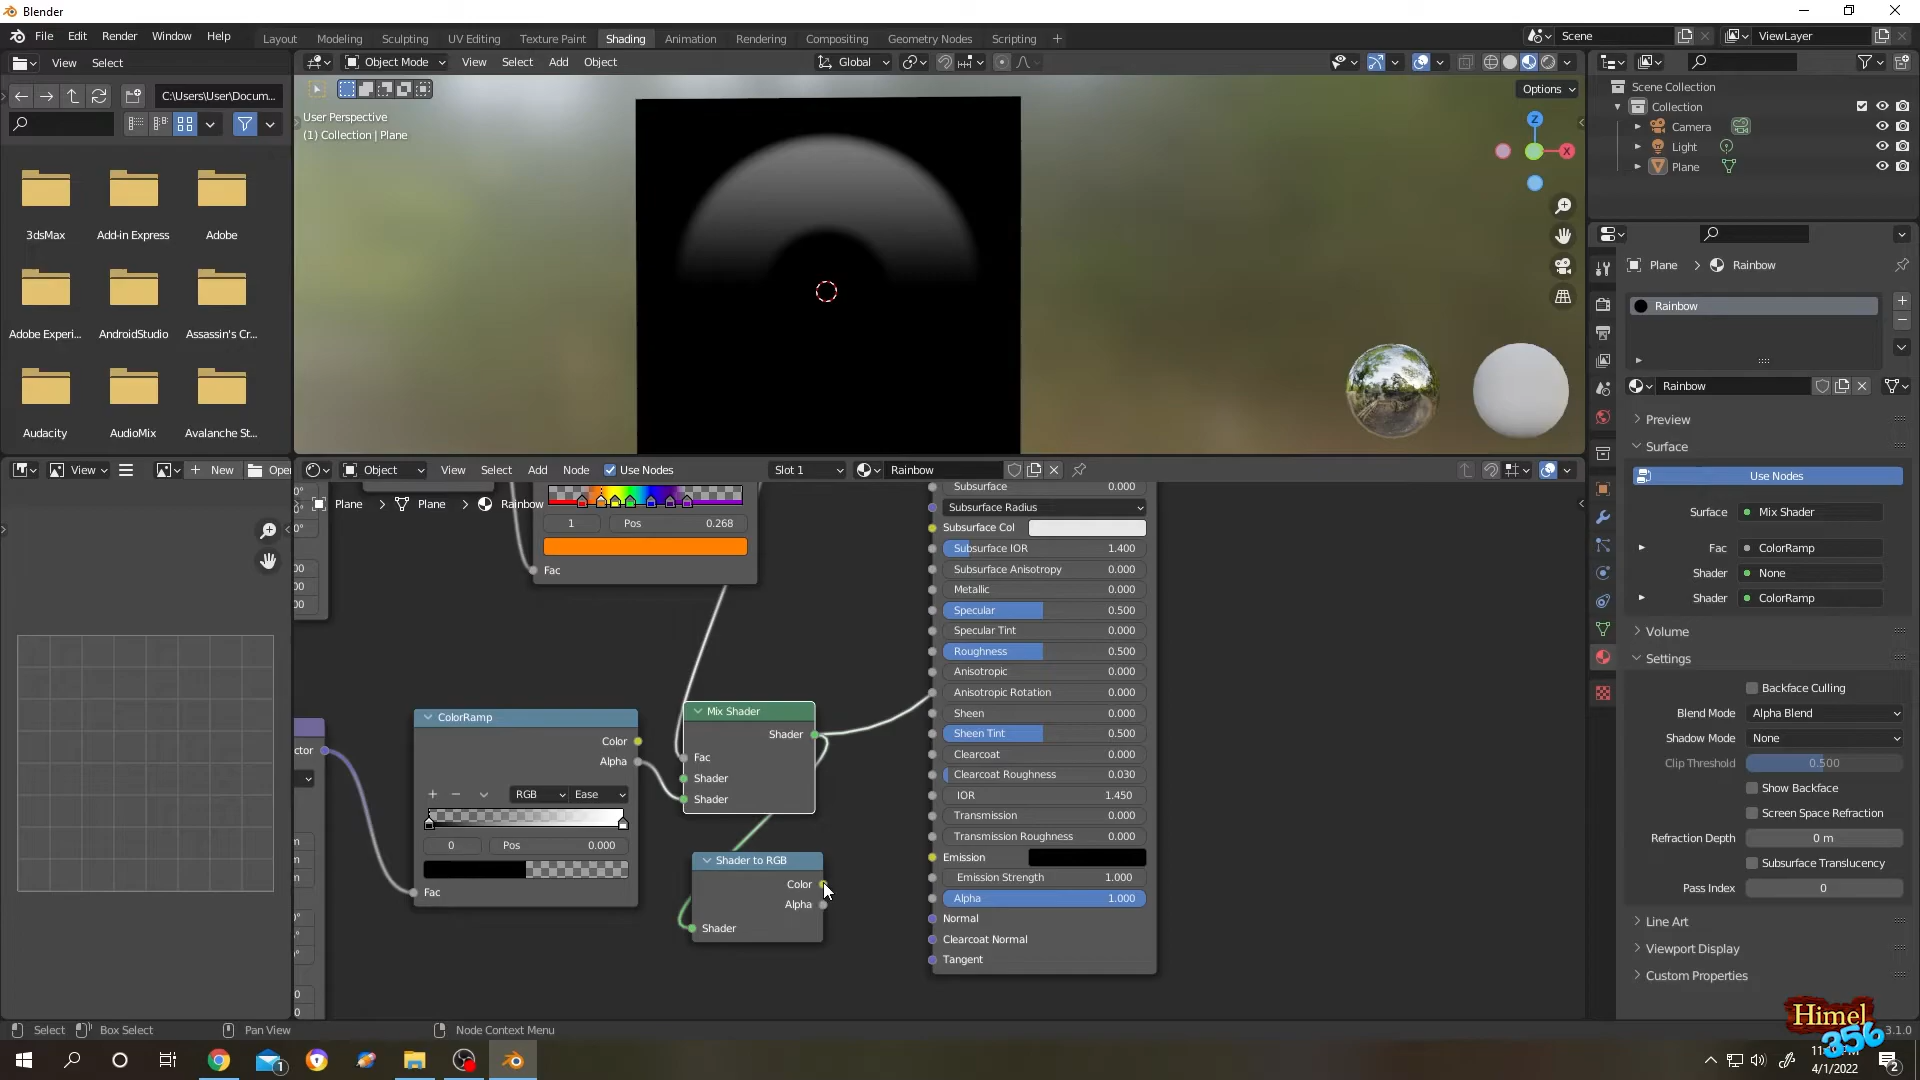 Blender
File Edit Render Window Help
Layout Modeling Sculpting UV Editing Texture Paint Shading Animation Rendering Compositing Geometry Nodes Scripting
Scene
ViewLayer
View Select
Object Mode View Select Add Object
Global
Options
C:\Users\User\Docum...
3dsMax Add-in Express Adobe
Adobe Experi... AndroidStudio Assassin's Cr...
Audacity AudioMix Avalanche St...
User Perspective
(1) Collection | Plane
Z
X
Scene Collection
Collection
Camera
Light
Plane
Plane > Rainbow
Rainbow
Rainbow
Preview
Surface
Use Nodes
Surface Mix Shader
Fac ColorRamp
Shader None
Shader ColorRamp
Volume
Settings
Backface Culling
Blend Mode Alpha Blend
Shadow Mode None
Clip Threshold 0.500
Show Backface
Screen Space Refraction
Refraction Depth 0 m
Subsurface Translucency
Pass Index 0
Line Art
Viewport Display
Custom Properties
View New Open
Object View Select Add Node Use Nodes Slot 1 Rainbow
Plane > Plane > Rainbow
1 Pos 0.268
Fac
ColorRamp
Color
Alpha
RGB Ease
0 Pos 0.000
Fac
Mix Shader
Shader
Fac
Shader
Shader
Shader to RGB
Color
Alpha
Shader
Subsurface 0.000
Subsurface Radius
Subsurface Col
Subsurface IOR 1.400
Subsurface Anisotropy 0.000
Metallic 0.000
Specular 0.500
Specular Tint 0.000
Roughness 0.500
Anisotropic 0.000
Anisotropic Rotation 0.000
Sheen 0.000
Sheen Tint 0.500
Clearcoat 0.000
Clearcoat Roughness 0.030
IOR 1.450
Transmission 0.000
Transmission Roughness 0.000
Emission
Emission Strength 1.000
Alpha 1.000
Normal
Clearcoat Normal
Tangent
Select Box Select Pan View Node Context Menu
3.1.0
Himel
356
4/1/2022